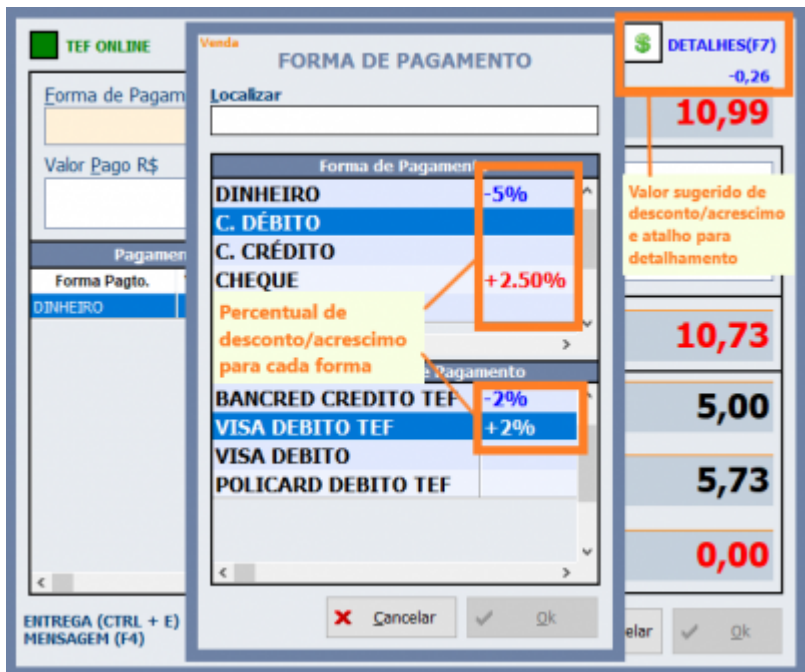 TEF ONLINE
Venda
FORMA DE PAGAMENTO
DETALHES(F7)
-0,26
Forma de Pagam
Localizar
10,99
Valor Pago R$
Forma de Pagamento
DINHEIRO -5%
C. DÉBITO
C. CRÉDITO
CHEQUE +2.50%
Valor sugerido de
desconto/acrescimo
e atalho para
detalhamento
Pagamen
Forma Pagto.
DINHEIRO
Percentual de
desconto/acrescimo
para cada forma
10,73
e Pagamento
BANCRED CREDITO TEF -2%
VISA DEBITO TEF +2%
VISA DEBITO
POLICARD DEBITO TEF
5,00
5,73
0,00
ENTREGA (CTRL + E)
MENSAGEM (F4)
Cancelar
Ok
elar
Ok